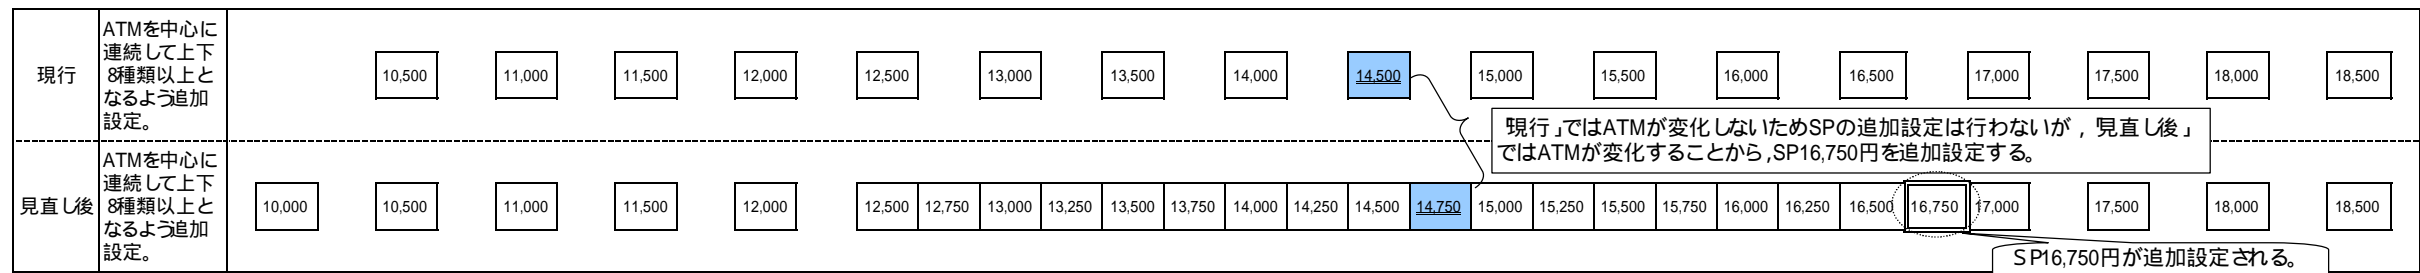 現行
ATMを中心に
連続して上下
8種類以上と
なるよう追加
設定。
10,500 11,000 11,500 12,000 12,500 13,000 13,500 14,000 14,500 15,000 15,500 16,000 16,500 17,000 17,500 18,000 18,500
「現行」ではATMが変化しないためSPの追加設定は行わないが，「見直し後」
ではATMが変化することから，SP16,750円を追加設定する。
見直し後
ATMを中心に
連続して上下
8種類以上と
なるよう追加
設定。
10,000 10,500 11,000 11,500 12,000 12,500 12,750 13,000 13,250 13,500 13,750 14,000 14,250 14,500 14,750 15,000 15,250 15,500 15,750 16,000 16,250 16,500 16,750 17,000 17,500 18,000 18,500
SP16,750円が追加設定される。